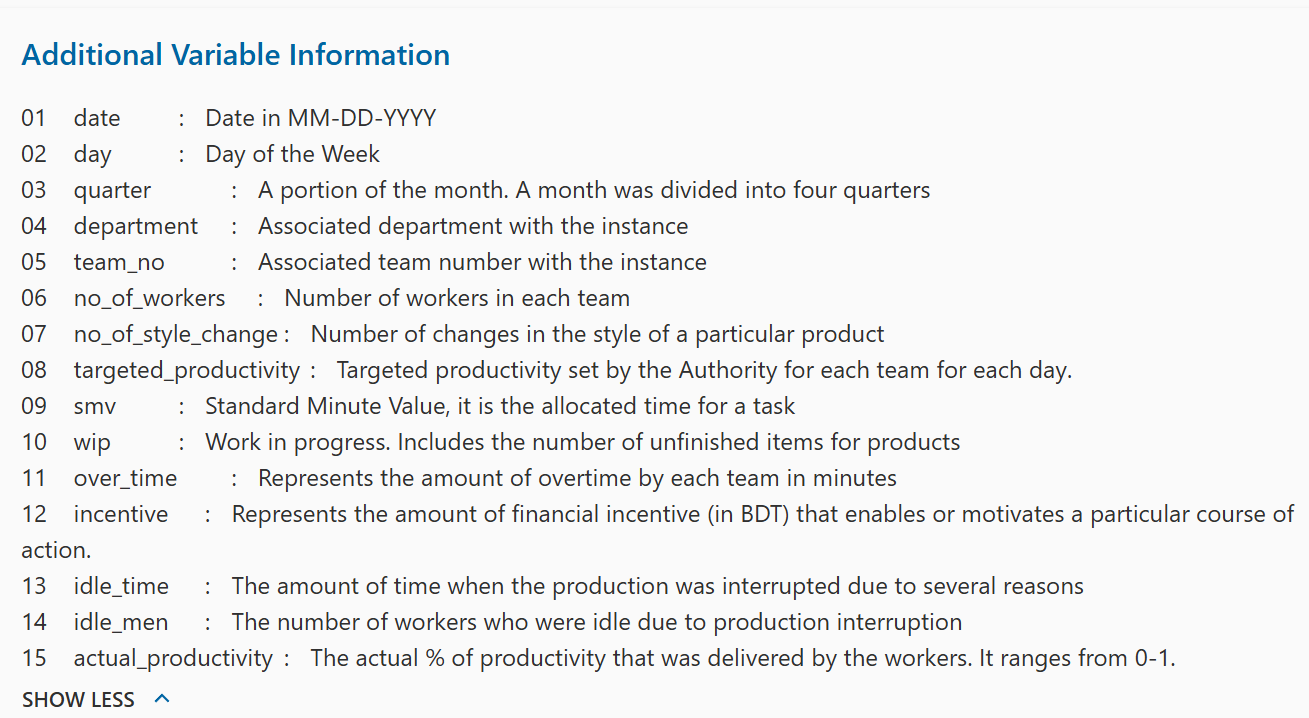 Additional Variable Information
01 date : Date in MM-DD-YYYY
02 day : Day of the Week
03 quarter : A portion of the month. A month was divided into four quarters
04 department : Associated department with the instance
05 team_no : Associated team number with the instance
06 no_of_workers : Number of workers in each team
07 no_of_style_change : Number of changes in the style of a particular product
08 targeted_productivity : Targeted productivity set by the Authority for each team for each day.
09 smv : Standard Minute Value, it is the allocated time for a task
10 wip : Work in progress. Includes the number of unfinished items for products
11 over_time : Represents the amount of overtime by each team in minutes
12 incentive : Represents the amount of financial incentive (in BDT) that enables or motivates a particular course of
action.
13 idle_time : The amount of time when the production was interrupted due to several reasons
14 idle_men : The number of workers who were idle due to production interruption
15 actual_productivity : The actual % of productivity that was delivered by the workers. It ranges from 0-1.
SHOW LESS